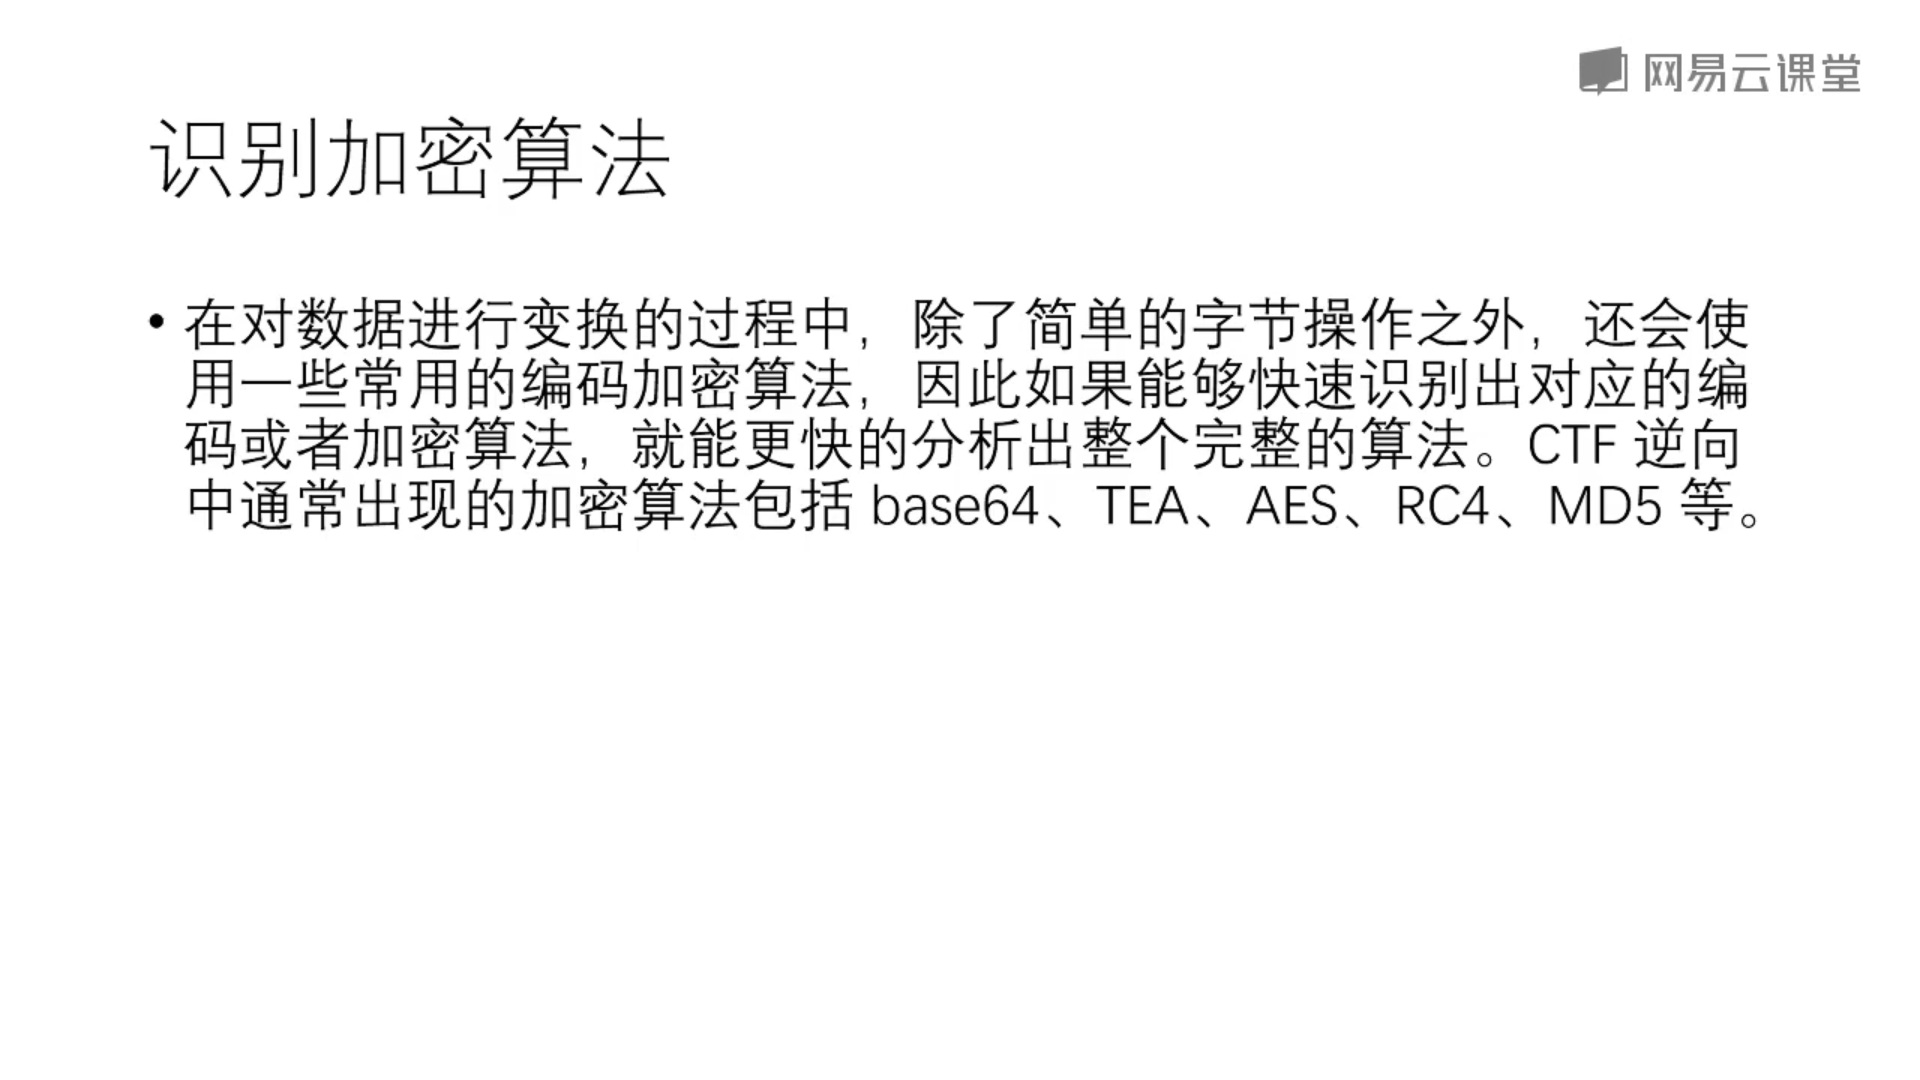 网易云课堂
识别加密算法
• 在对数据进行变换的过程中，除了简单的字节操作之外，还会使
用一些常用的编码加密算法，因此如果能够快速识别出对应的编
码或者加密算法，就能更快的分析出整个完整的算法。CTF 逆向
中通常出现的加密算法包括 base64、TEA、AES、RC4、MD5 等。